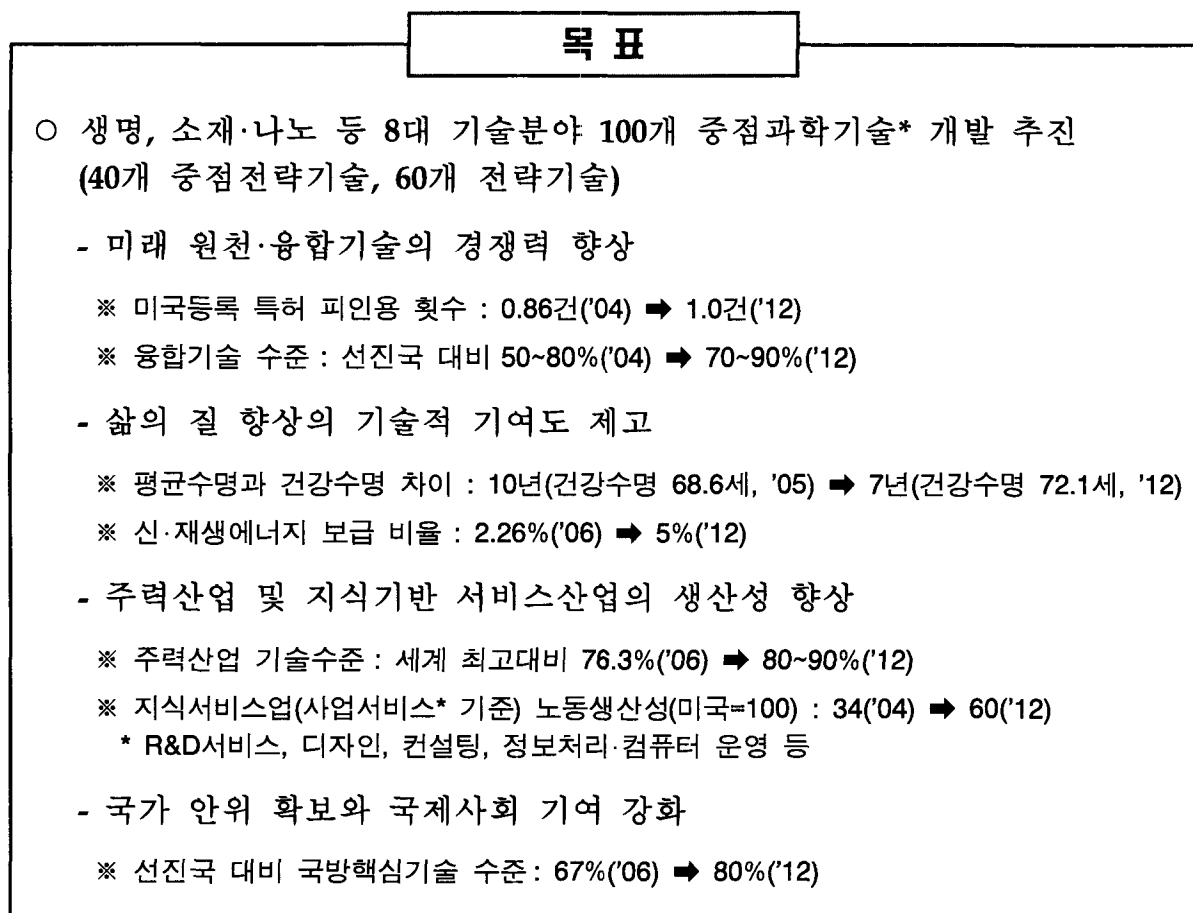 목 표
○ 생명, 소재·나노 등 8대 기술분야 100개 중점과학기술* 개발 추진
(40개 중점전략기술, 60개 전략기술)
- 미래 원천·융합기술의 경쟁력 향상
※ 미국등록 특허 피인용 횟수 : 0.86건('04) ➡ 1.0건('12)
※ 융합기술 수준 : 선진국 대비 50~80%('04) ➡ 70~90%('12)
- 삶의 질 향상의 기술적 기여도 제고
※ 평균수명과 건강수명 차이 : 10년(건강수명 68.6세, '05) ➡ 7년(건강수명 72.1세, '12)
※ 신·재생에너지 보급 비율 : 2.26%('06) ➡ 5%('12)
- 주력산업 및 지식기반 서비스산업의 생산성 향상
※ 주력산업 기술수준 : 세계 최고대비 76.3%('06) ➡ 80~90%('12)
※ 지식서비스업(사업서비스* 기준) 노동생산성(미국=100) : 34('04) ➡ 60('12)
* R&D서비스, 디자인, 컨설팅, 정보처리·컴퓨터 운영 등
- 국가 안위 확보와 국제사회 기여 강화
※ 선진국 대비 국방핵심기술 수준 : 67%('06) ➡ 80%('12)